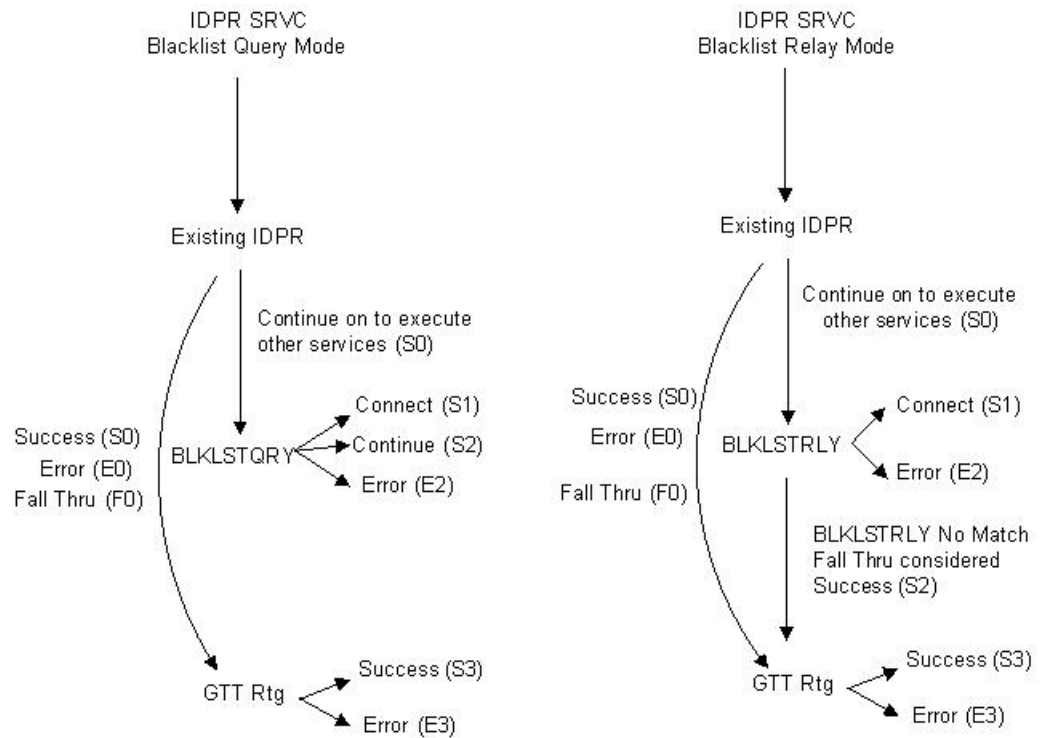 IDPR SRVC
Blacklist Query Mode
Existing IDPR
Continue on to execute
other services (S0)
Success (S0)
Error (E0)
Fall Thru (F0)
BLKLSTQRY
Connect (S1)
Continue (S2)
Error (E2)
GTT Rtg
Success (S3)
Error (E3)
IDPR SRVC
Blacklist Relay Mode
Existing IDPR
Continue on to execute
other services (S0)
Success (S0)
Error (E0)
Fall Thru (F0)
BLKLSTRLY
Connect (S1)
Error (E2)
BLKLSTRLY No Match
Fall Thru considered
Success (S2)
GTT Rtg
Success (S3)
Error (E3)